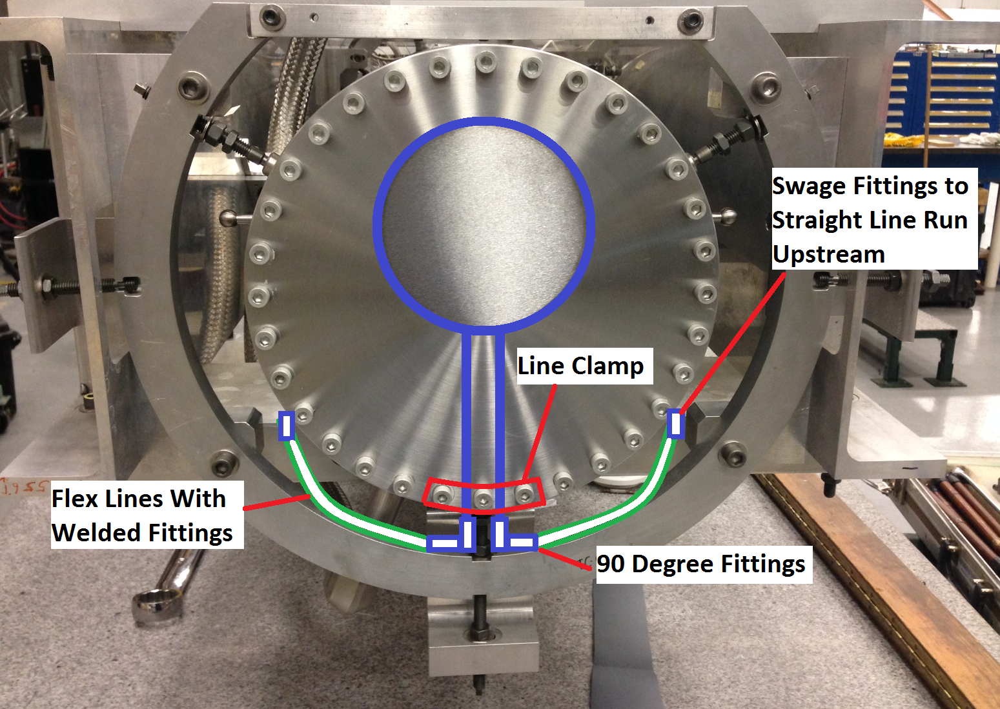 Swage Fittings to
Straight Line Run
Upstream
Line Clamp
Flex Lines With
Welded Fittings
90 Degree Fittings